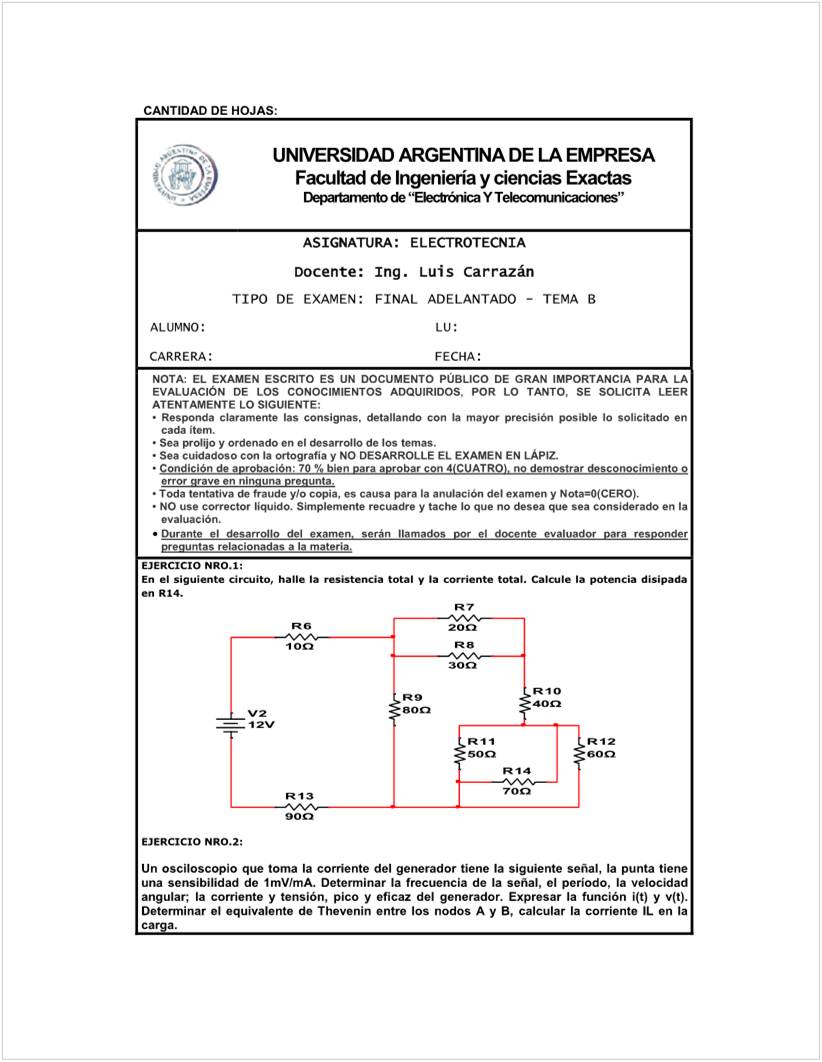 CANTIDAD DE HOJAS:
UNIVERSIDAD ARGENTINA DE LA EMPRESA
Facultad de Ingeniería y ciencias Exactas
Departamento de “Electrónica Y Telecomunicaciones”
ASIGNATURA: ELECTROTECNIA
Docente: Ing. Luis Carrazán
TIPO DE EXAMEN: FINAL ADELANTADO - TEMA B
ALUMNO: LU:
CARRERA: FECHA:
NOTA: EL EXAMEN ESCRITO ES UN DOCUMENTO PÚBLICO DE GRAN IMPORTANCIA PARA LA
EVALUACIÓN DE LOS CONOCIMIENTOS ADQUIRIDOS, POR LO TANTO, SE SOLICITA LEER
ATENTAMENTE LO SIGUIENTE:
• Responda claramente las consignas, detallando con la mayor precisión posible lo solicitado en
cada ítem.
• Sea prolijo y ordenado en el desarrollo de los temas.
• Sea cuidadoso con la ortografía y NO DESARROLLE EL EXAMEN EN LÁPIZ.
• Condición de aprobación: 70 % bien para aprobar con 4(CUATRO), no demostrar desconocimiento o
error grave en ninguna pregunta.
• Toda tentativa de fraude y/o copia, es causa para la anulación del examen y Nota=0(CERO).
• NO use corrector líquido. Simplemente recuadre y tache lo que no desea que sea considerado en la
evaluación.
• Durante el desarrollo del examen, serán llamados por el docente evaluador para responder
preguntas relacionadas a la materia.
EJERCICIO NRO.1:
En el siguiente circuito, halle la resistencia total y la corriente total. Calcule la potencia disipada
en R14.
R7
20Ω
R6
10Ω
R8
30Ω
R9
80Ω
R10
40Ω
V2
12V
R11
50Ω
R12
60Ω
R14
70Ω
R13
90Ω
EJERCICIO NRO.2:
Un osciloscopio que toma la corriente del generador tiene la siguiente señal, la punta tiene
una sensibilidad de 1mV/mA. Determinar la frecuencia de la señal, el período, la velocidad
angular; la corriente y tensión, pico y eficaz del generador. Expresar la función i(t) y v(t).
Determinar el equivalente de Thevenin entre los nodos A y B, calcular la corriente IL en la
carga.